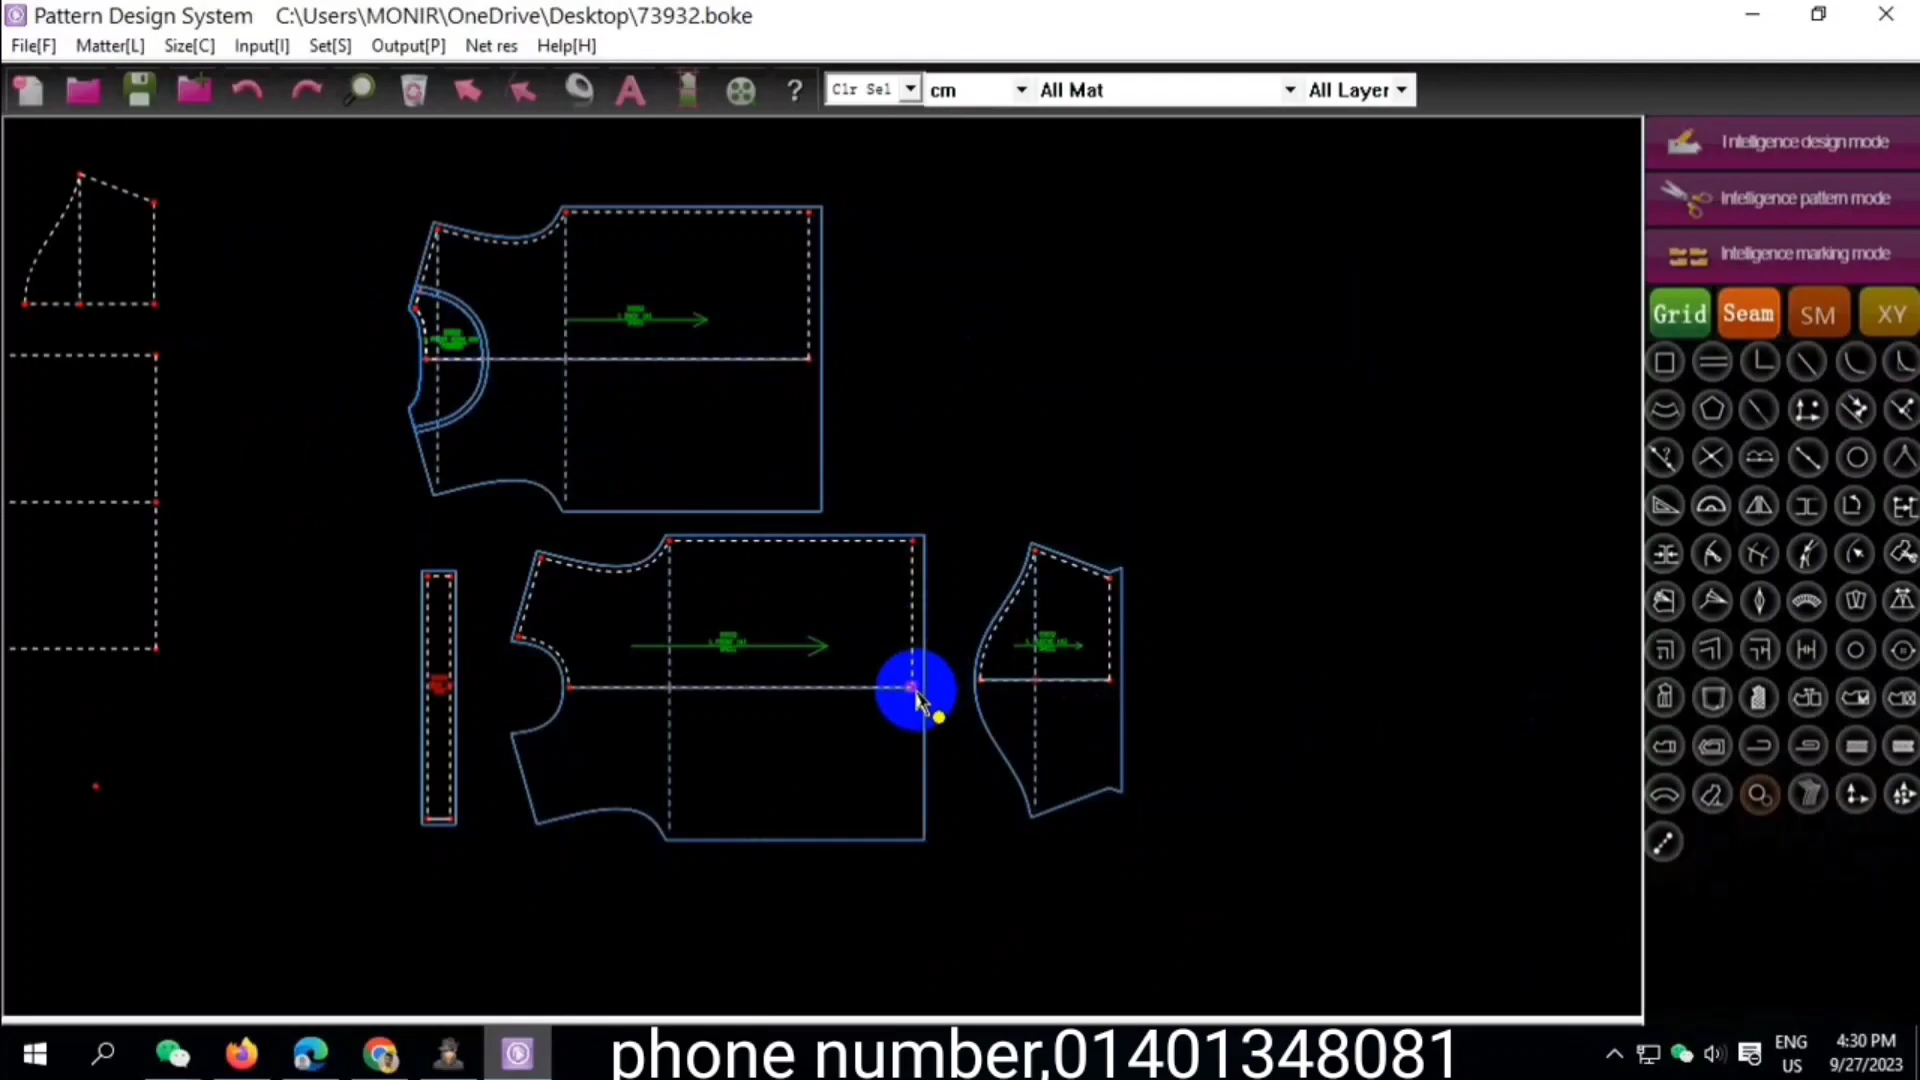 Pattern Design System C:\Users\MONIR\OneDrive\Desktop\73932.boke
File[F] Matter[L] Size[C] Input[I] Set[S] Output[P] Net res Help[H]
A ? Clr Sel cm All Mat All Layer
Intelligence design mode
Intelligence pattern mode
Intelligence marking mode
Grid Seam SM XY
phone number,01401348081
ENG 4:30 PM
US 9/27/2023